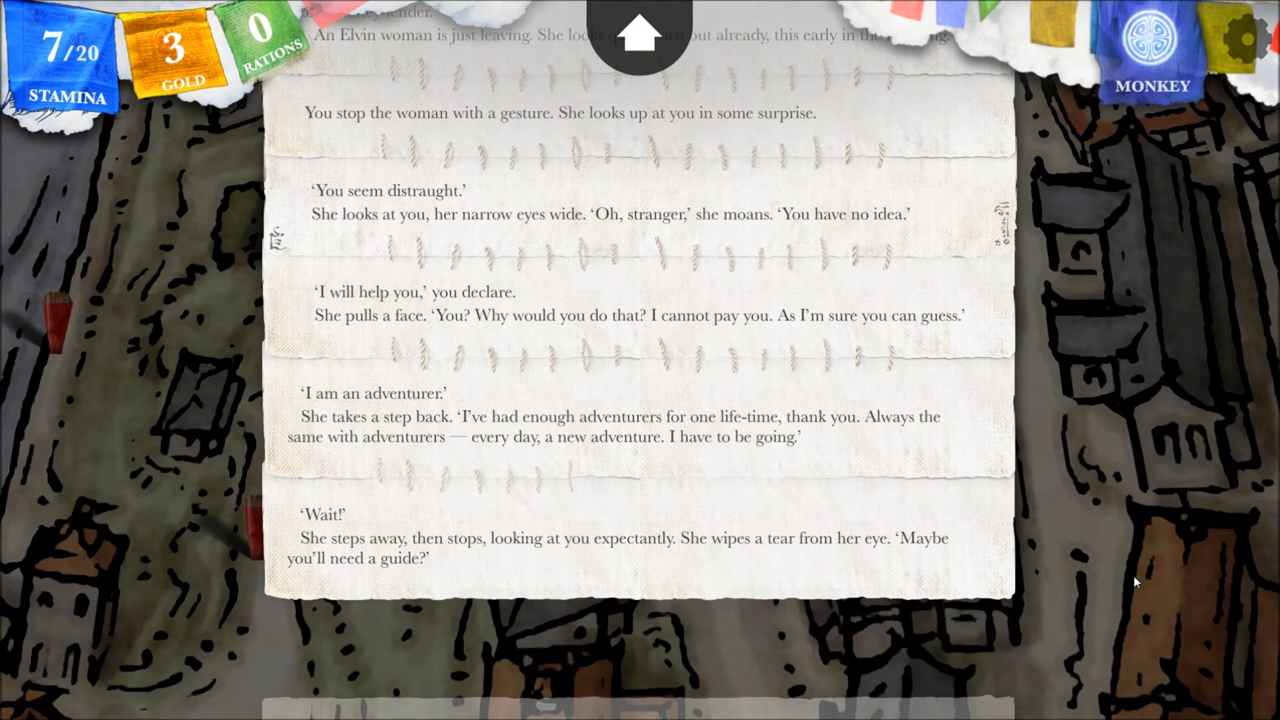 7/20
STAMINA
3
GOLD
0
RATIONS
MONKEY
An Elvin woman is just leaving. She looks out already, this early in the
You stop the woman with a gesture. She looks up at you in some surprise.
‘You seem distraught.’
She looks at you, her narrow eyes wide. ‘Oh, stranger,’ she moans. ‘You have no idea.’
‘I will help you,’ you declare.
She pulls a face. ‘You? Why would you do that? I cannot pay you. As I’m sure you can guess.’
‘I am an adventurer.’
She takes a step back. ‘I’ve had enough adventurers for one life-time, thank you. Always the
same with adventurers — every day, a new adventure. I have to be going.’
‘Wait!’
She steps away, then stops, looking at you expectantly. She wipes a tear from her eye. ‘Maybe
you’ll need a guide?’